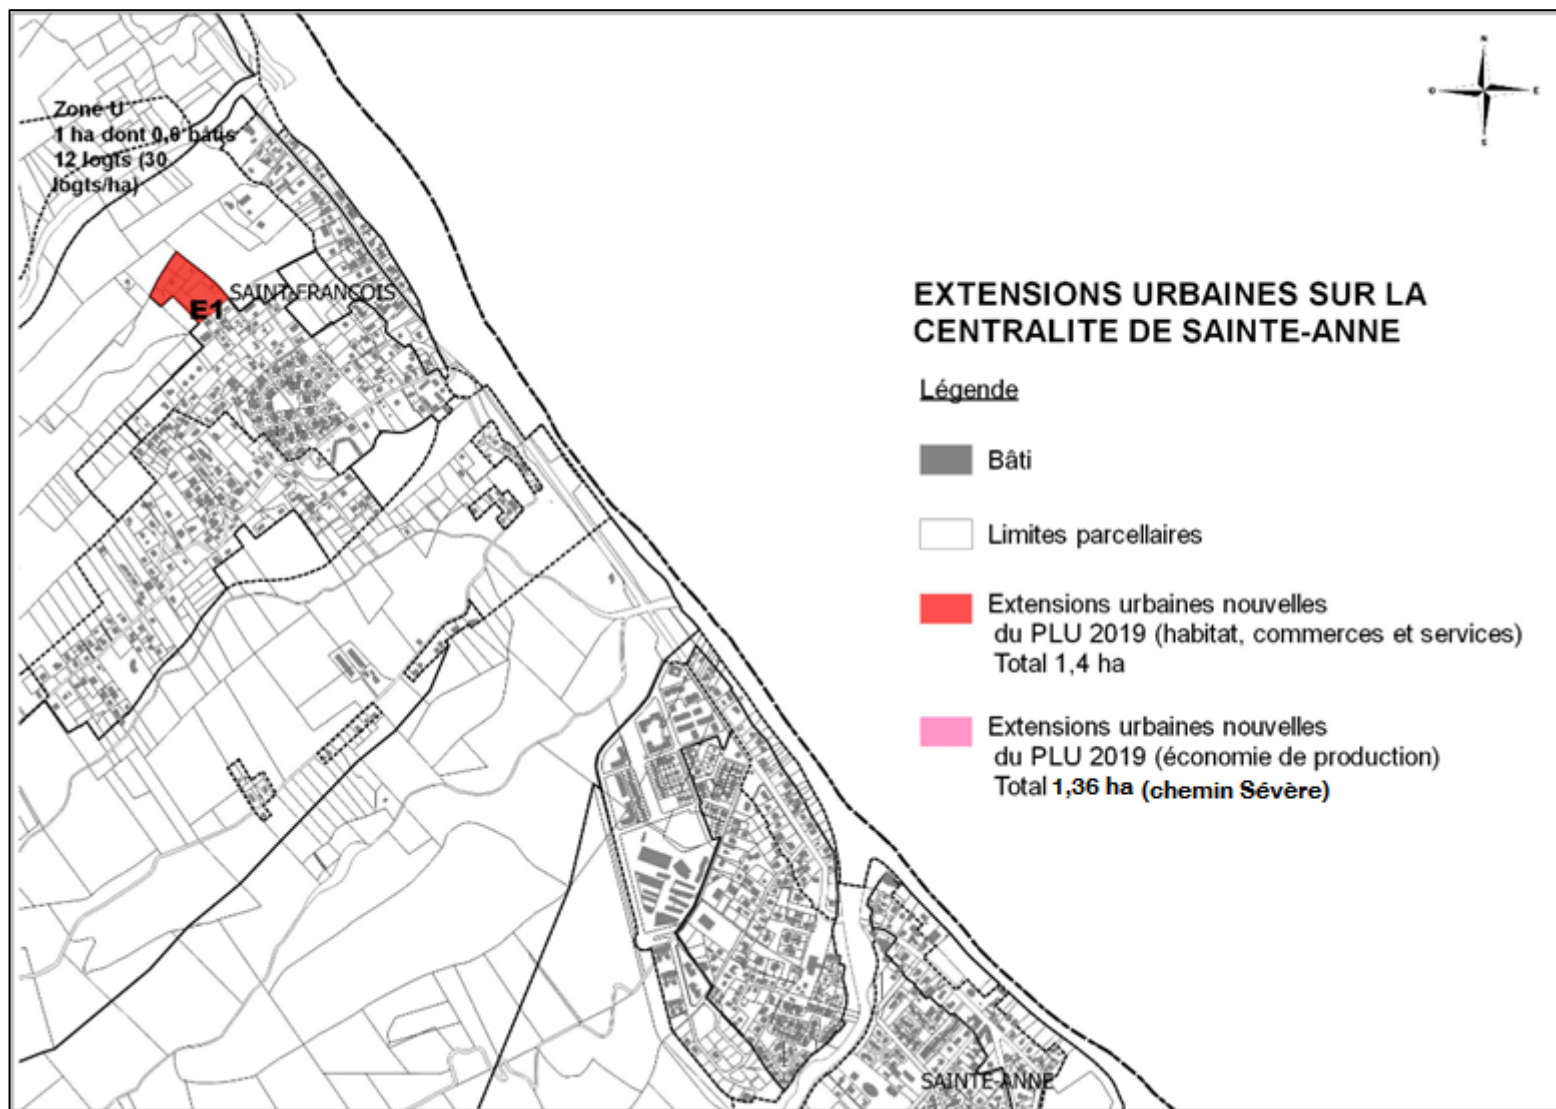 Zone U
1 ha dont 0,6 bâtis
12 logts (30
logts/ha)
N
O
E
S
SAINT-FRANCOIS
E1
EXTENSIONS URBAINES SUR LA
CENTRALITE DE SAINTE-ANNE
Légende
Bâti
Limites parcellaires
Extensions urbaines nouvelles
du PLU 2019 (habitat, commerces et services)
Total 1,4 ha
Extensions urbaines nouvelles
du PLU 2019 (économie de production)
Total 1,36 ha (chemin Sévère)
SAINTE-ANNE